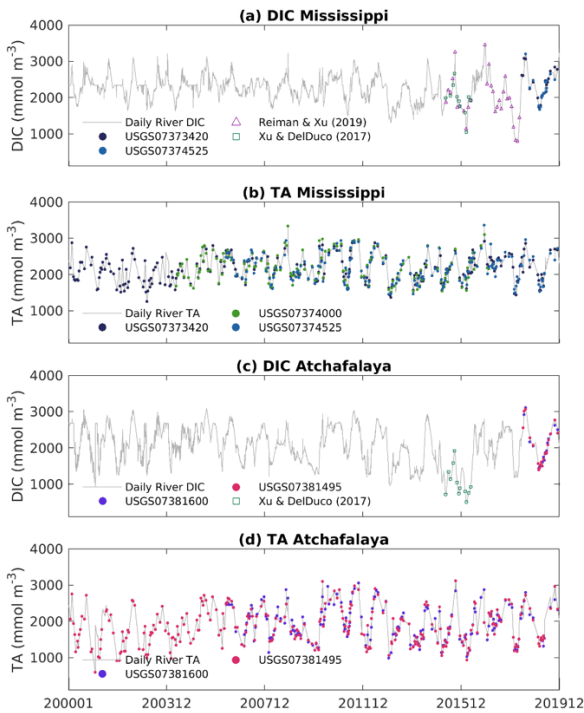 (a) DIC Mississippi
4000
3000
2000
1000
DIC (mmol m⁻³)
Daily River DIC
USGS07373420
USGS07374525
Reiman & Xu (2019)
Xu & DelDuco (2017)
(b) TA Mississippi
4000
3000
2000
1000
TA (mmol m⁻³)
Daily River TA
USGS07373420
USGS07374000
USGS07374525
(c) DIC Atchafalaya
4000
3000
2000
1000
DIC (mmol m⁻³)
Daily River DIC
USGS07381600
USGS07381495
Xu & DelDuco (2017)
(d) TA Atchafalaya
4000
3000
2000
1000
TA (mmol m⁻³)
Daily River TA
USGS07381600
USGS07381495
200001 200312 200712 201112 201512 201912